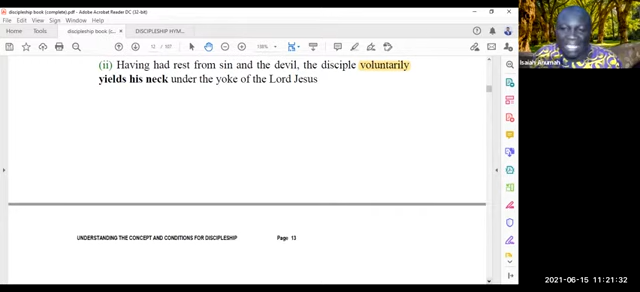 discipleship book (complete).pdf - Adobe Acrobat Reader DC (32-bit)
File Edit View Sign Window Help
Home Tools discipleship book (compl... × DISCIPLESHIP HYM...
12 / 107 136%
(ii) Having had rest from sin and the devil, the disciple voluntarily
yields his neck under the yoke of the Lord Jesus
UNDERSTANDING THE CONCEPT AND CONDITIONS FOR DISCIPLESHIP Page 13
Isaiah Anumah
2021-06-15 11:21:32